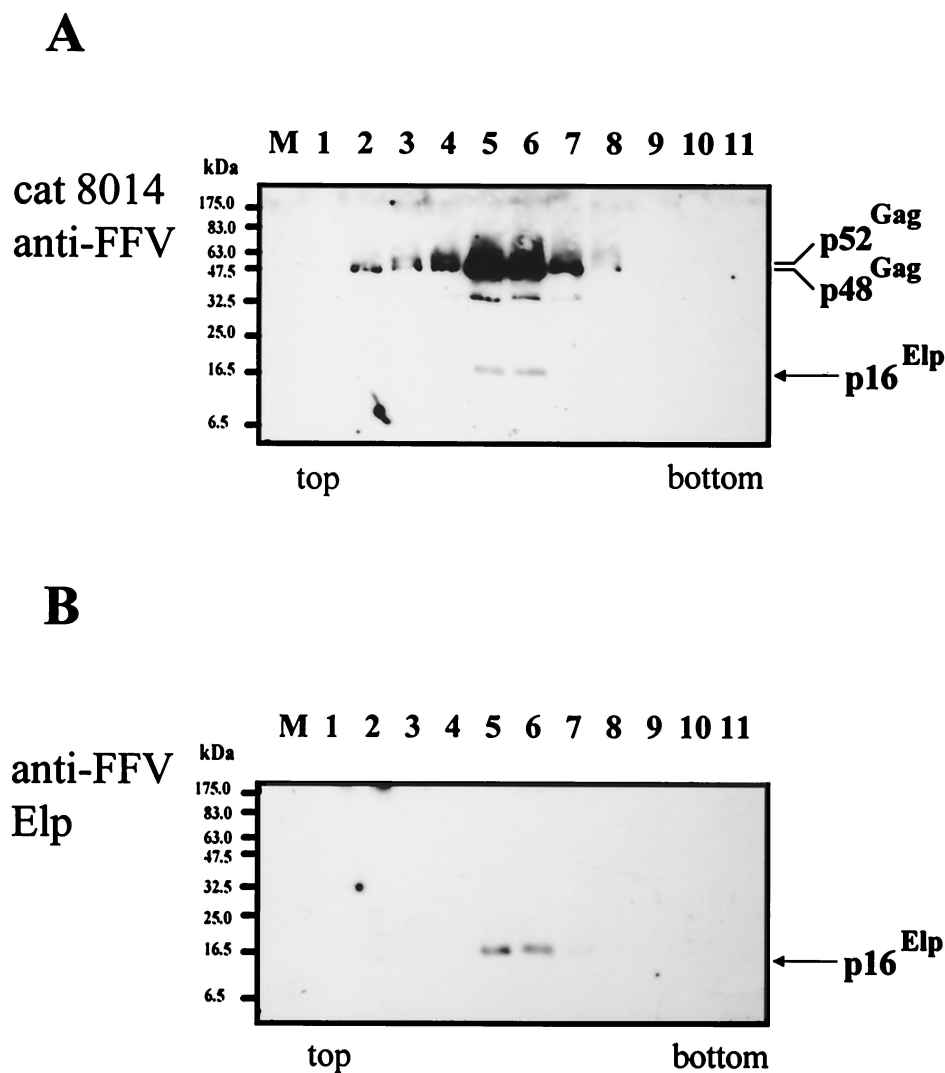 A
M 1 2 3 4 5 6 7 8 9 10 11
kDa
cat 8014
anti-FFV
175.0
83.0
63.0
47.5
32.5
25.0
16.5
6.5
p52Gag
p48Gag
p16Elp
top bottom
B
M 1 2 3 4 5 6 7 8 9 10 11
kDa
anti-FFV
Elp
175.0
83.0
63.0
47.5
32.5
25.0
16.5
6.5
p16Elp
top bottom